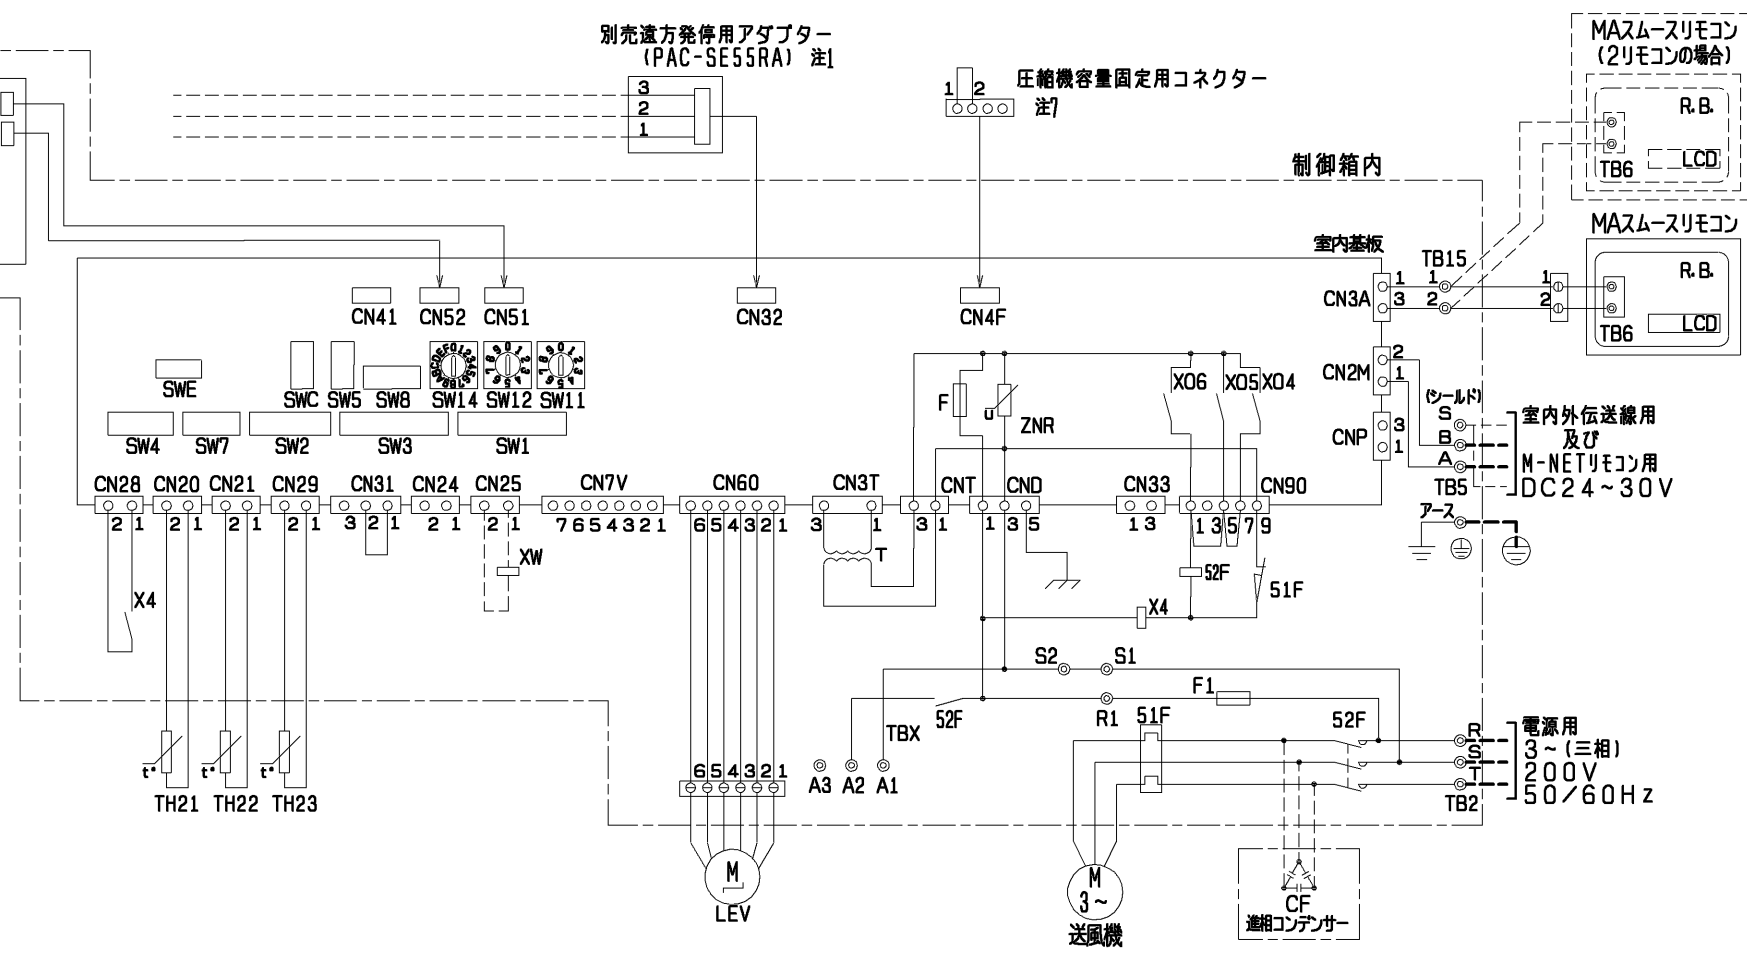 別売遠方発停用アダプター
(PAC-SE55RA) 注1
3
2
1
1 2
圧縮機容量固定用コネクター
注7
MAスムースリモコン
(2リモコンの場合)
R.B.
LCD
TB6
制御箱内
MAスムースリモコン
R.B.
LCD
TB6
室内基板
TB15
CN3A
1 1 1
3 2 2
CN41 CN52 CN51 CN32 CN4F
SWE
SWC SW5 SW8 SW14 SW12 SW11
SW4 SW7 SW2 SW3 SW1
F
u
ZNR
X06 X05 X04
CN2M
2
1
CNP
3
1
(シールド)
S
B
A
TB5
室内外伝送線用
及び
M-NETリモコン用
DC24~30V
アース
CN28 CN20 CN21 CN29 CN31 CN24 CN25 CN7V CN60 CN3T CNT CND CN33 CN90
2 1 2 1 2 1 2 1 3 2 1 2 1 2 1 7 6 5 4 3 2 1 6 5 4 3 2 1 3 1 3 1 1 3 5 1 3 1 3 5 7 9
XW
T
52F
51F
X4
X4
S2 S1
F1
R1
52F
TBX
A3 A2 A1
51F
52F
R
S
T
TB2
電源用
3~(三相)
200V
50/60Hz
t° t° t°
TH21 TH22 TH23
6 5 4 3 2 1
M
LEV
M
3~
送風機
CF
進相コンデンサー